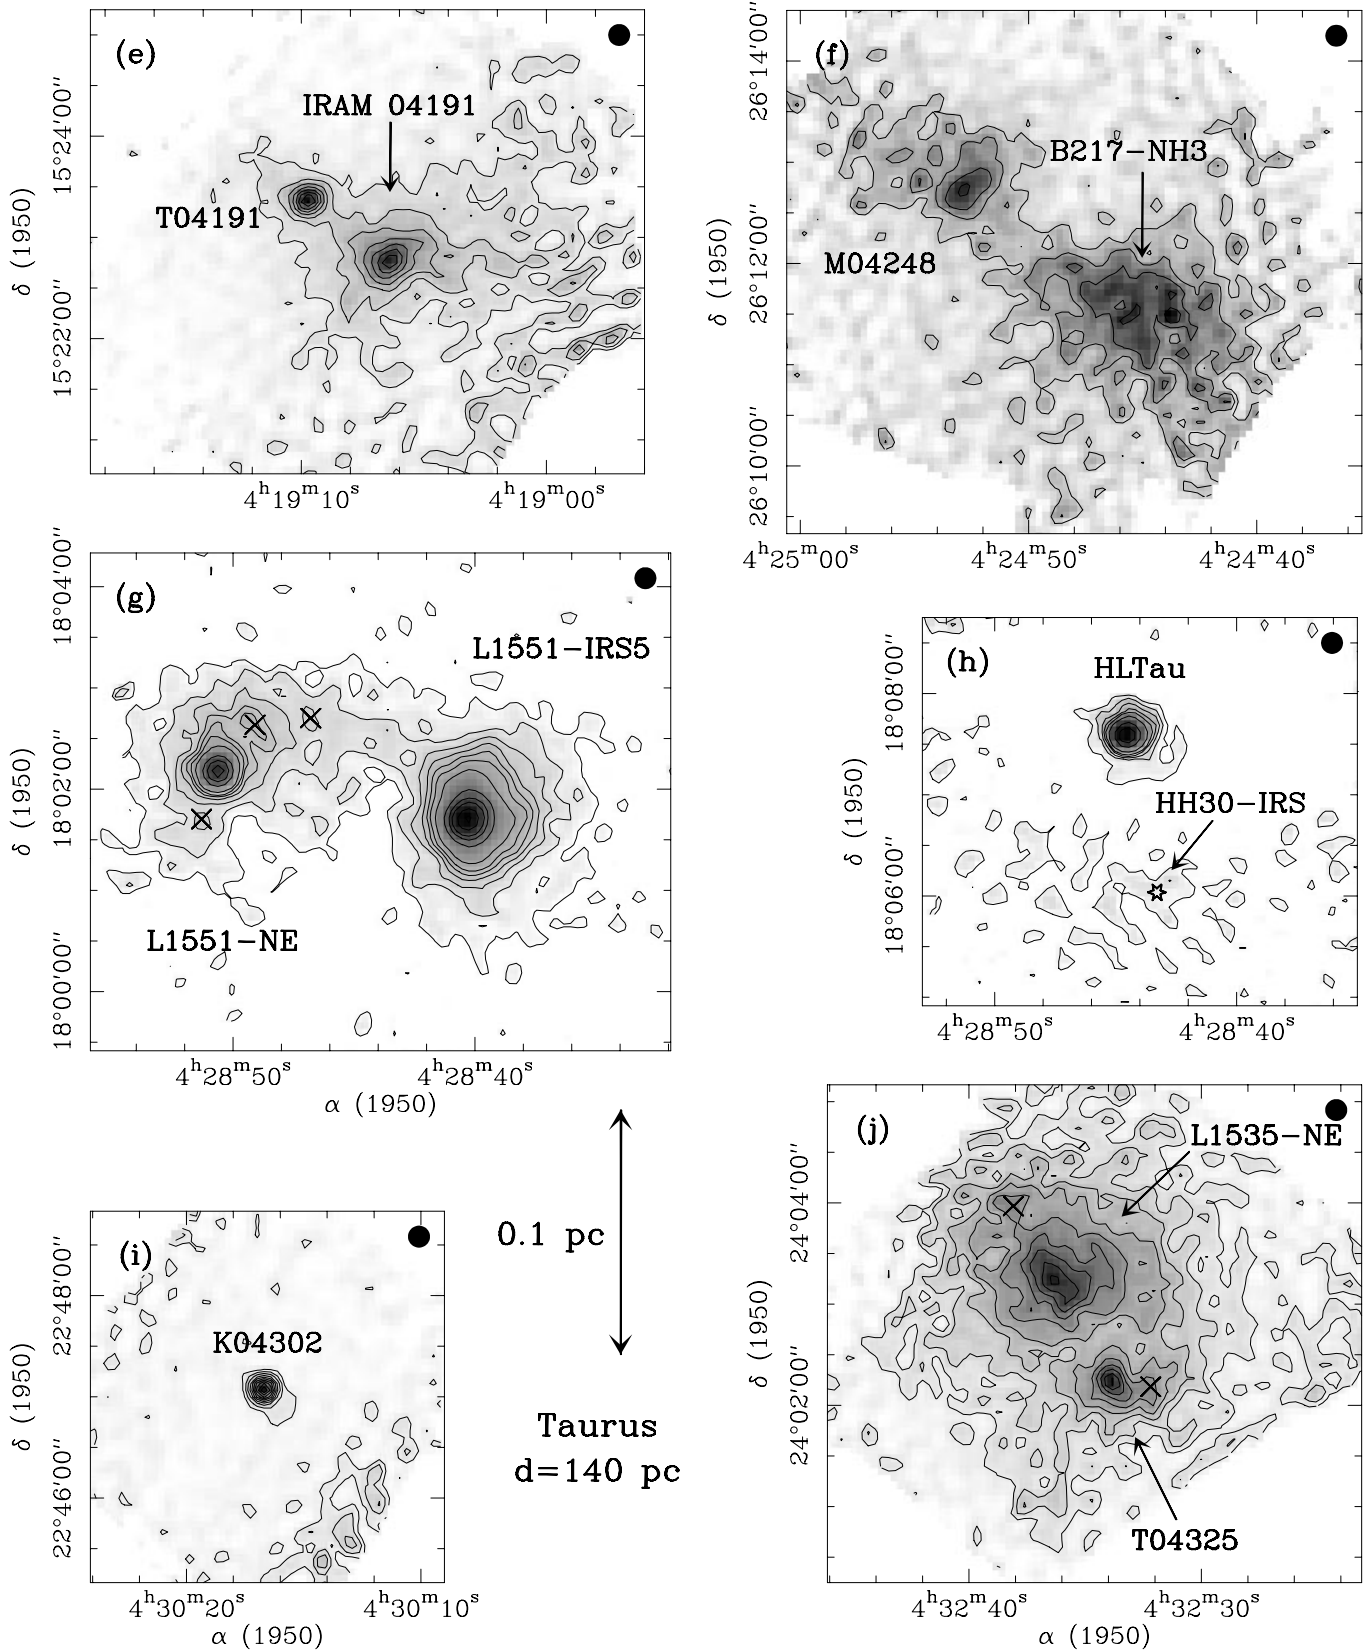 (e)
IRAM 04191
T04191
15°24'00"
15°22'00"
δ (1950)
4ʰ19ᵐ10ˢ
4ʰ19ᵐ00ˢ
(f)
B217-NH3
M04248
26°14'00"
26°12'00"
26°10'00"
δ (1950)
4ʰ25ᵐ00ˢ
4ʰ24ᵐ50ˢ
4ʰ24ᵐ40ˢ
(g)
L1551-IRS5
L1551-NE
18°04'00"
18°02'00"
18°00'00"
δ (1950)
4ʰ28ᵐ50ˢ
4ʰ28ᵐ40ˢ
α (1950)
(h)
HLTau
HH30-IRS
18°08'00"
18°06'00"
δ (1950)
4ʰ28ᵐ50ˢ
4ʰ28ᵐ40ˢ
(i)
K04302
22°48'00"
22°46'00"
δ (1950)
4ʰ30ᵐ20ˢ
4ʰ30ᵐ10ˢ
α (1950)
0.1 pc
Taurus
d=140 pc
(j)
L1535-NE
T04325
24°04'00"
24°02'00"
δ (1950)
4ʰ32ᵐ40ˢ
4ʰ32ᵐ30ˢ
α (1950)